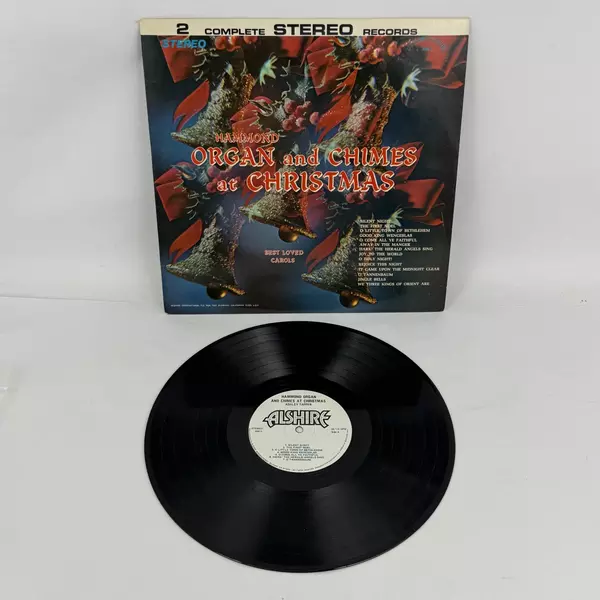 2 COMPLETE STEREO RECORDS
STEREO
HAMMOND
ORGAN and CHIMES
at CHRISTMAS
BEST LOVED
CAROLS
SILENT NIGHT
THE FIRST NOEL
O LITTLE TOWN OF BETHLEHEM
GOOD KING WENCESLAS
O COME ALL YE FAITHFUL
AWAY IN THE MANGER
HARK! THE HERALD ANGELS SING
JOY TO THE WORLD
O HOLY NIGHT!
REJOICE THIS NIGHT
IT CAME UPON THE MIDNIGHT CLEAR
O TANNENBAUM
JINGLE BELLS
WE THREE KINGS OF ORIENT ARE
HAMMOND ORGAN
AND CHIMES AT CHRISTMAS
ALSHIRE